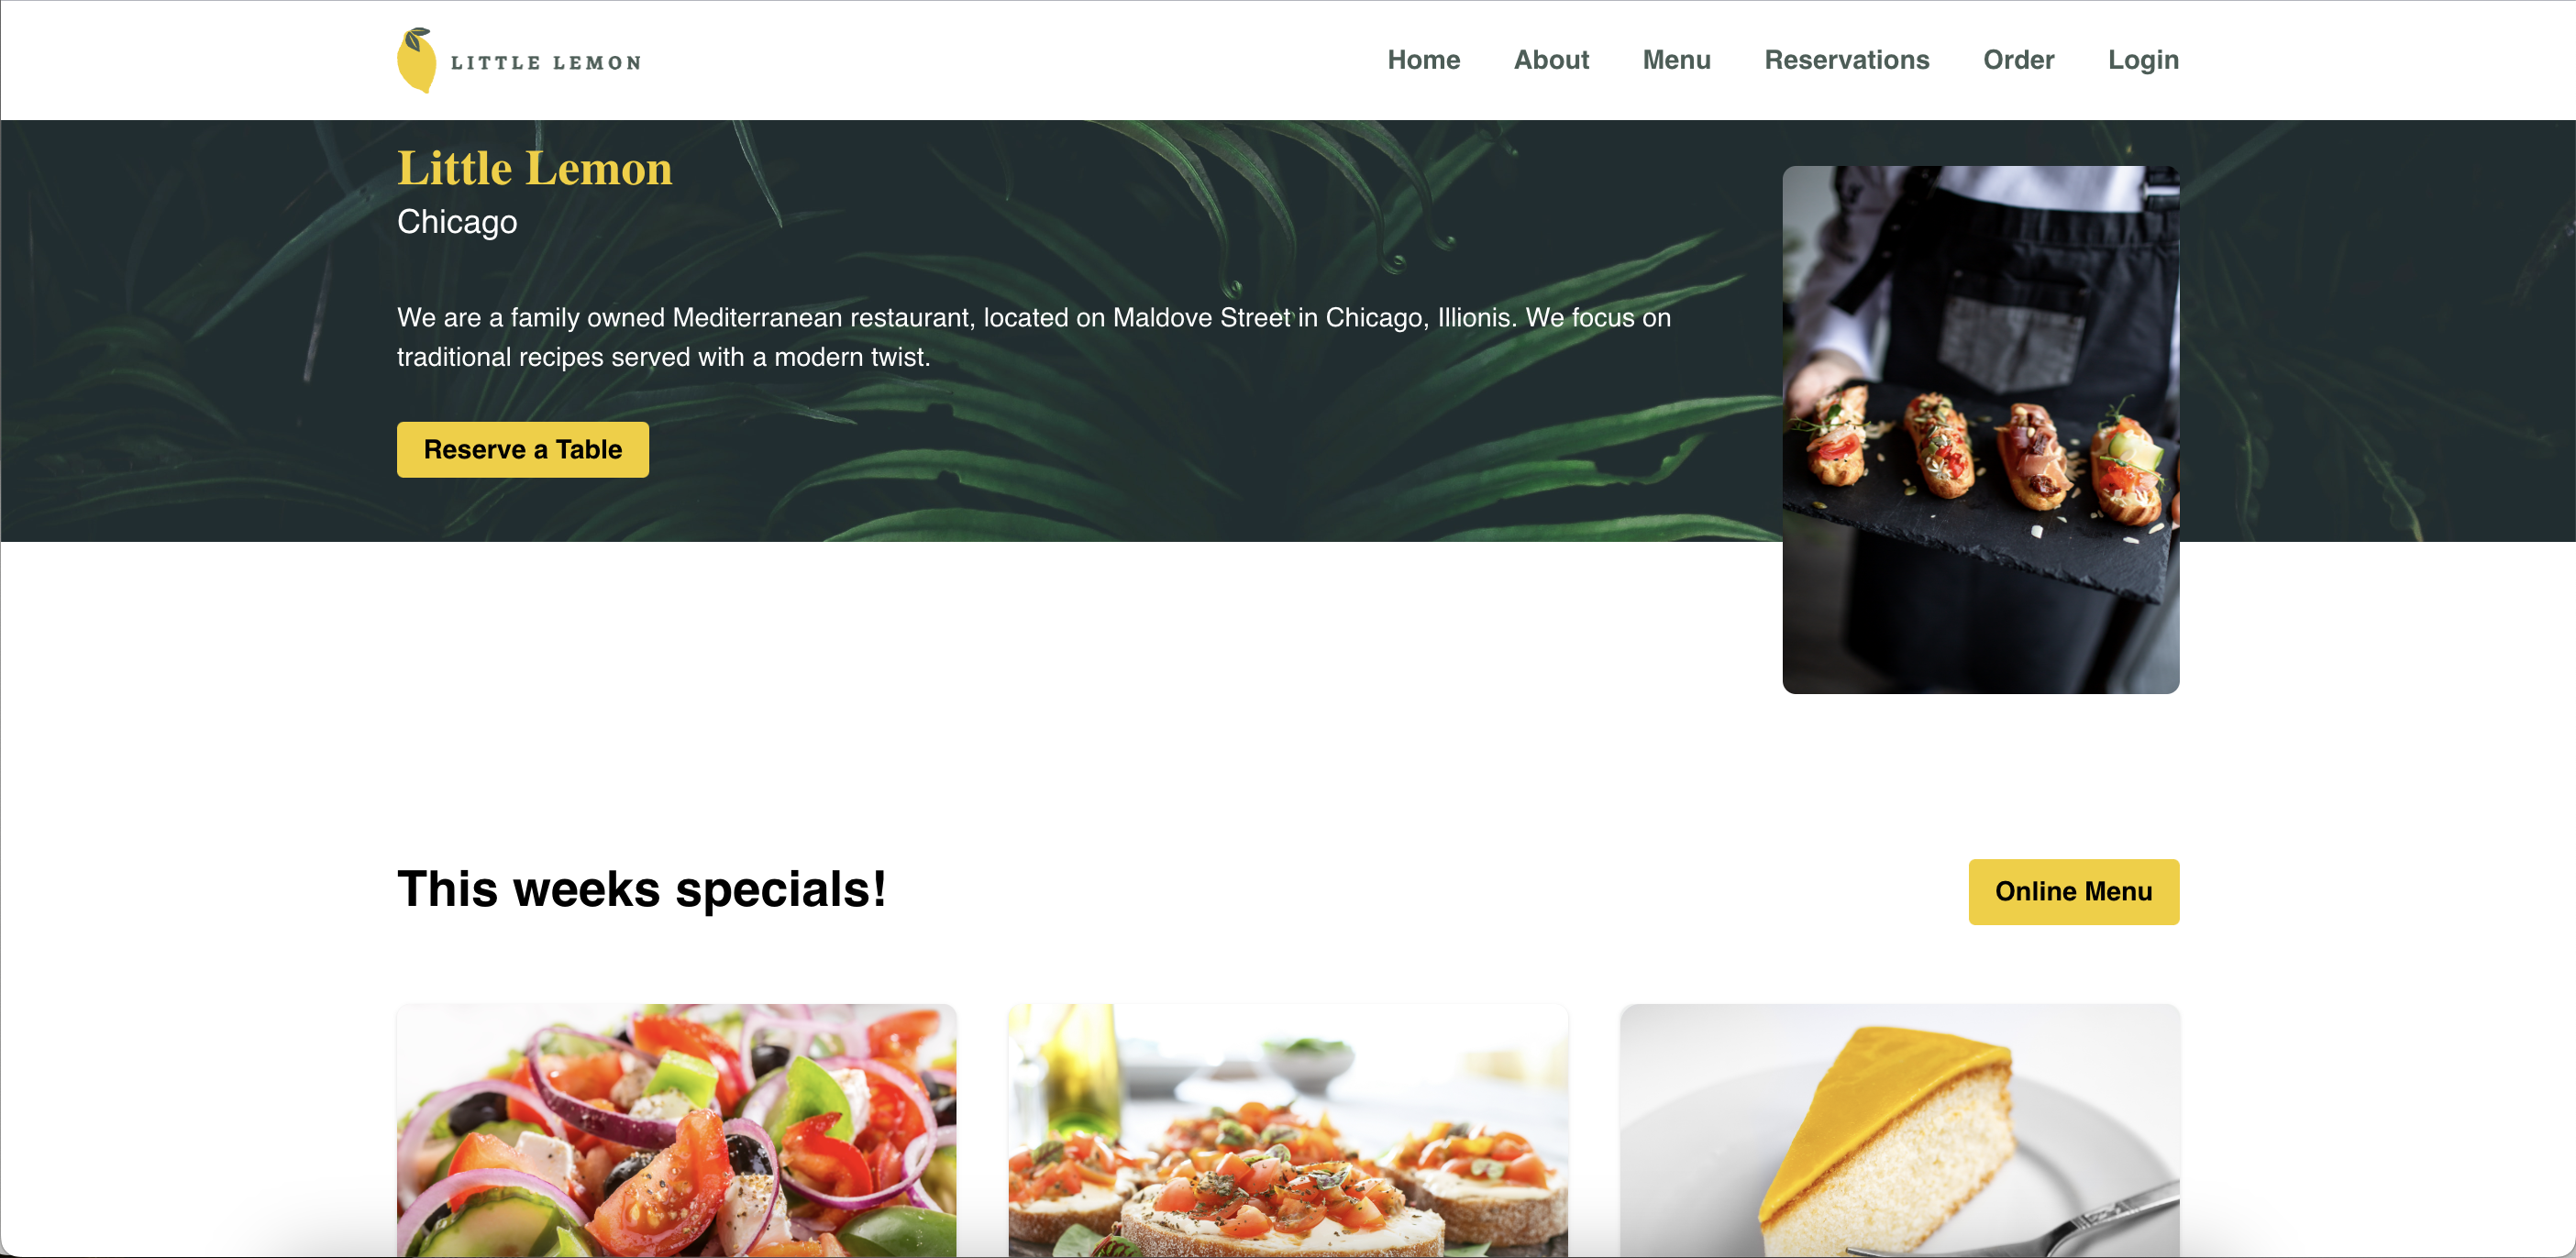 LITTLE LEMON
Home About Menu Reservations Order Login
Little Lemon
Chicago
We are a family owned Mediterranean restaurant, located on Maldove Street in Chicago, Illionis. We focus on
traditional recipes served with a modern twist.
Reserve a Table
This weeks specials!
Online Menu